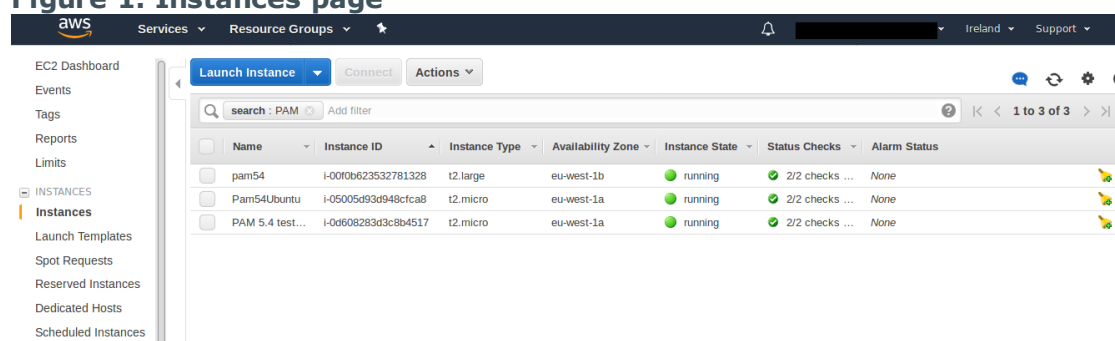 Figure 1. Instances page
aws Services Resource Groups Ireland Support
EC2 Dashboard
Events
Tags
Reports
Limits
INSTANCES
Instances
Launch Templates
Spot Requests
Reserved Instances
Dedicated Hosts
Scheduled Instances
Launch Instance Connect Actions
search : PAM Add filter 1 to 3 of 3
Name Instance ID Instance Type Availability Zone Instance State Status Checks Alarm Status
pam54 i-00f0b623532781328 t2.large eu-west-1b running 2/2 checks ... None
Pam54Ubuntu i-05005d93d948cfca8 t2.micro eu-west-1a running 2/2 checks ... None
PAM 5.4 test... i-0d608283d3c8b4517 t2.micro eu-west-1a running 2/2 checks ... None